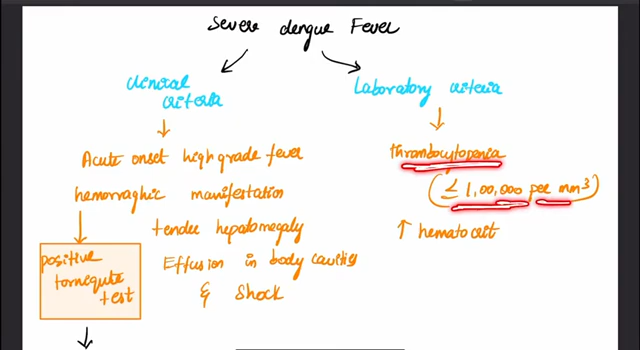 Severe dengue Fever
clinical
criteria
Laboratory criteria
Acute onset high grade fever
hemorraghic manifestation
tender hepatomegaly
Effusion in body cavities
& shock
positive
tornequte
test
thrombocytopenia
(≤ 1,00,000 per mm³)
↑ hematocrit